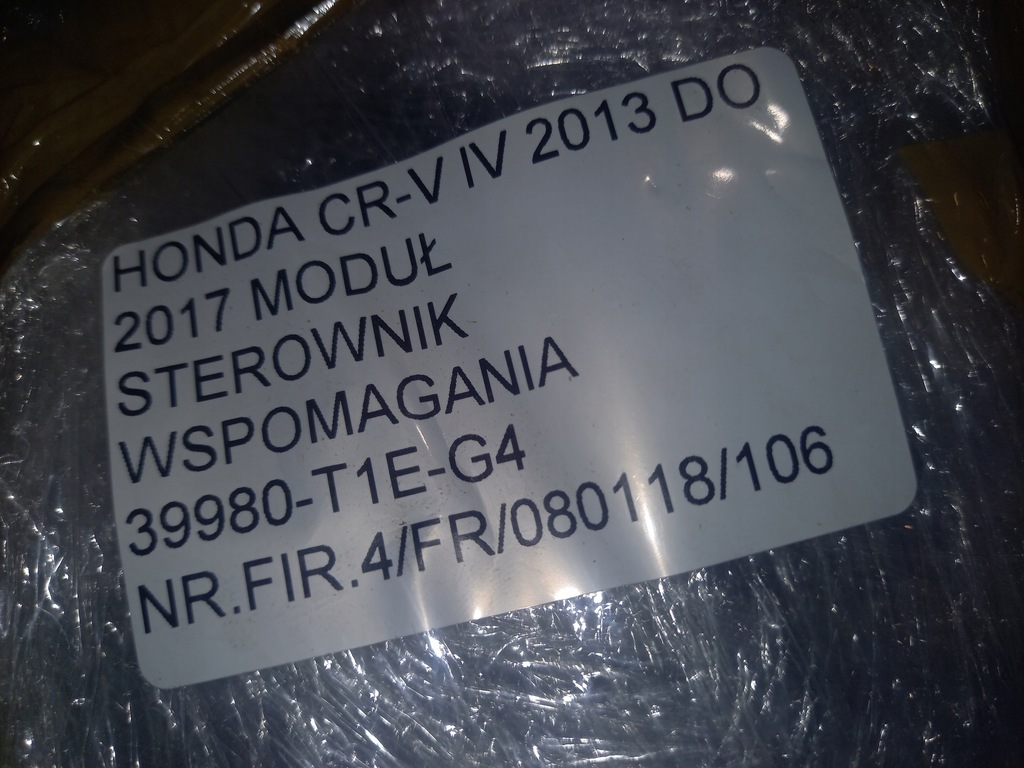 HONDA CR-V IV 2013 DO
2017 MODUŁ
STEROWNIK
WSPOMAGANIA
39980-T1E-G4
NR.FIR.4/FR/080118/106